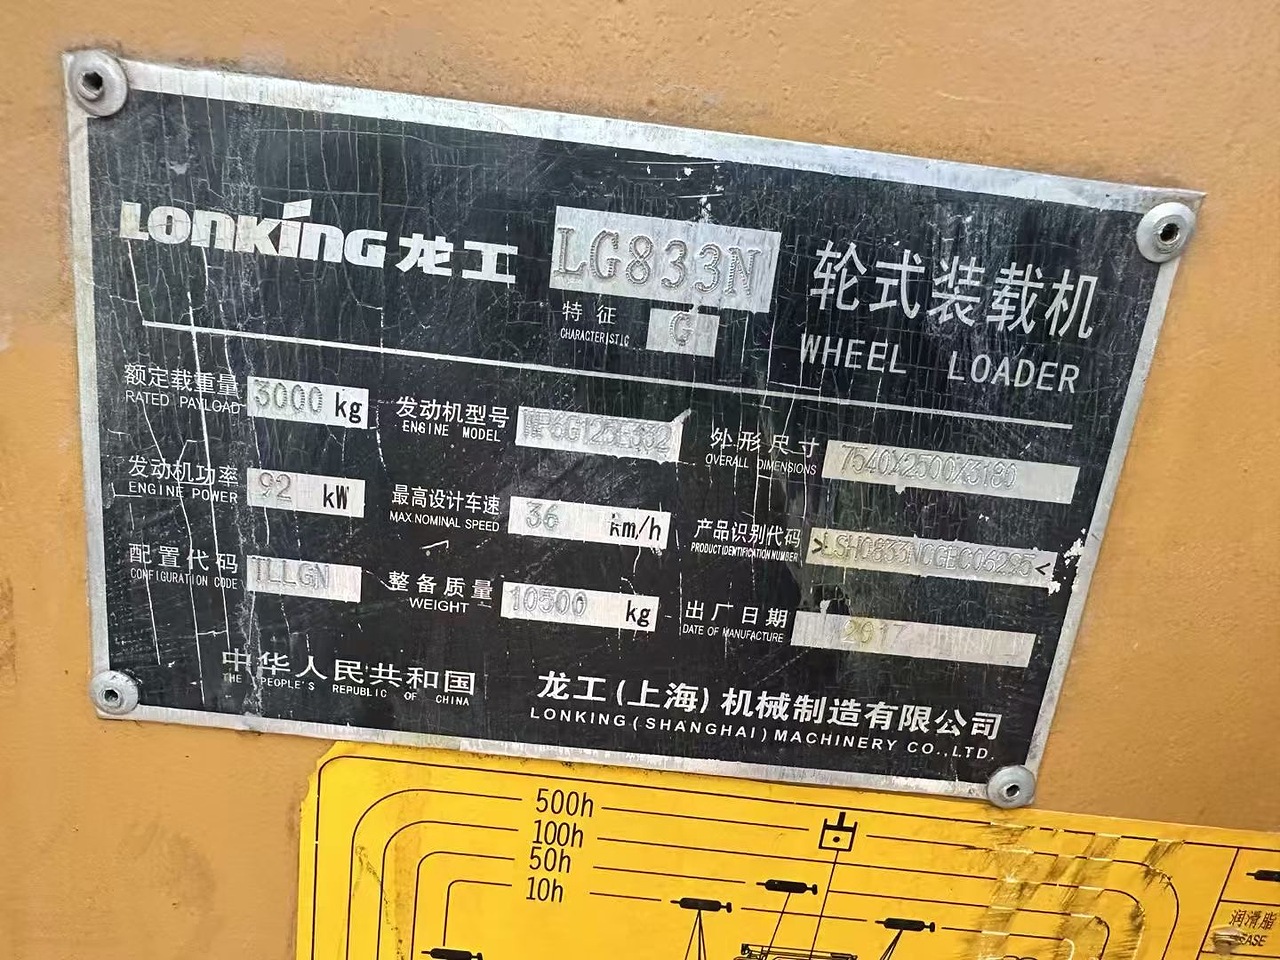 LONKING 龙工 LG833N 轮式装载机
特征 G
CHARACTERISTIC
WHEEL LOADER
额定载重量 3000 kg
RATED PAYLOAD
发动机型号 WP6G125E332
ENGINE MODEL
外形尺寸 7540X2500X3180
OVERALL DIMENSIONS
发动机功率 92 kW
ENGINE POWER
最高设计车速 36 km/h
MAX.NOMINAL SPEED
产品识别代码
PRODUCT IDENTIFICATION NUMBER
配置代码 TLLGN
CONFIGURATION CODE
整备质量 10500 kg
WEIGHT
出厂日期 2017
DATE OF MANUFACTURE
中华人民共和国
THE PEOPLE'S REPUBLIC OF CHINA
龙工(上海)机械制造有限公司
LONKING(SHANGHAI)MACHINERY CO.,LTD.
500h
100h
50h
10h
润滑脂